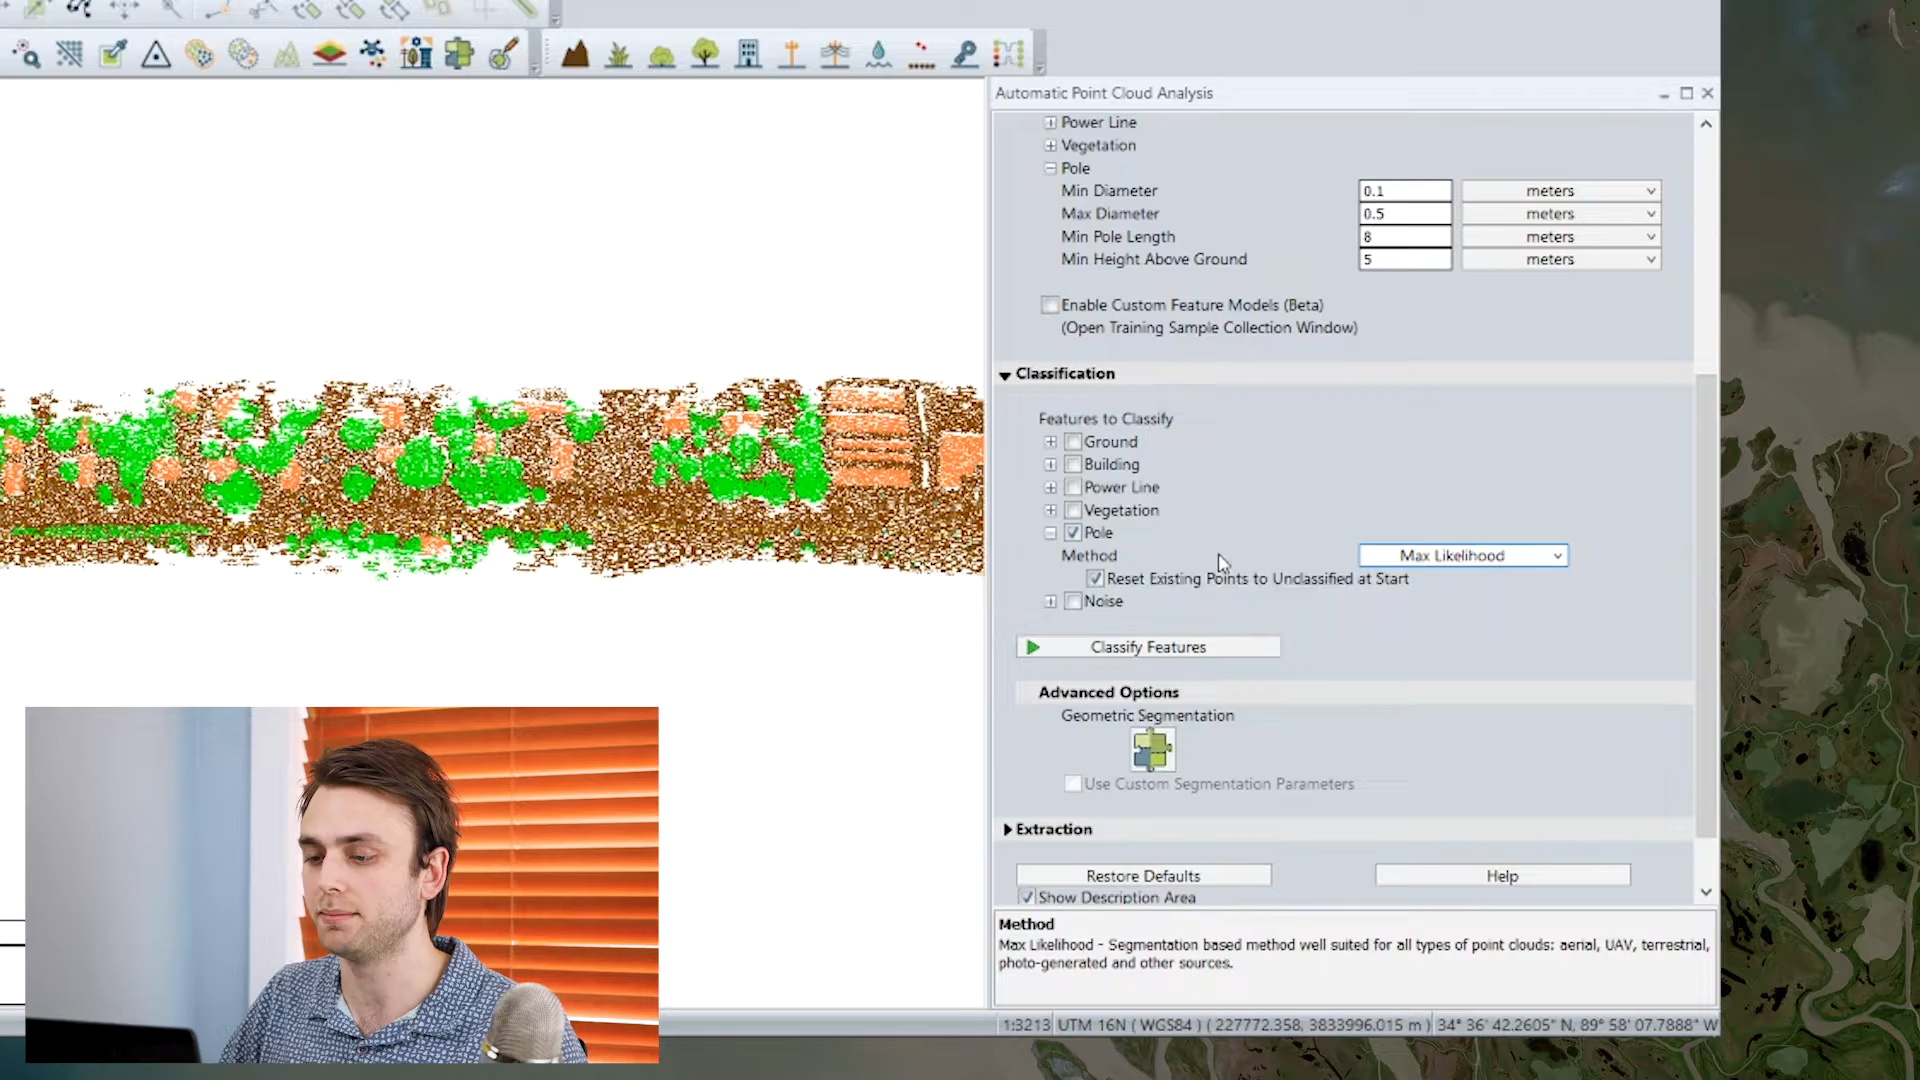 Automatic Point Cloud Analysis
Power Line
Vegetation
Pole
Min Diameter 0.1 meters
Max Diameter 0.5 meters
Min Pole Length 8 meters
Min Height Above Ground 5 meters
Enable Custom Feature Models (Beta)
(Open Training Sample Collection Window)
Classification
Features to Classify
Ground
Building
Power Line
Vegetation
Pole
Method Max Likelihood
Reset Existing Points to Unclassified at Start
Noise
Classify Features
Advanced Options
Geometric Segmentation
Use Custom Segmentation Parameters
Extraction
Restore Defaults Help
Show Description Area
Method
Max Likelihood - Segmentation based method well suited for all types of point clouds: aerial, UAV, terrestrial,
photo-generated and other sources.
1:3213 UTM 16N ( WGS84 ) ( 227772.358, 3833996.015 m ) 34° 36' 42.2605" N, 89° 58' 07.7888" W